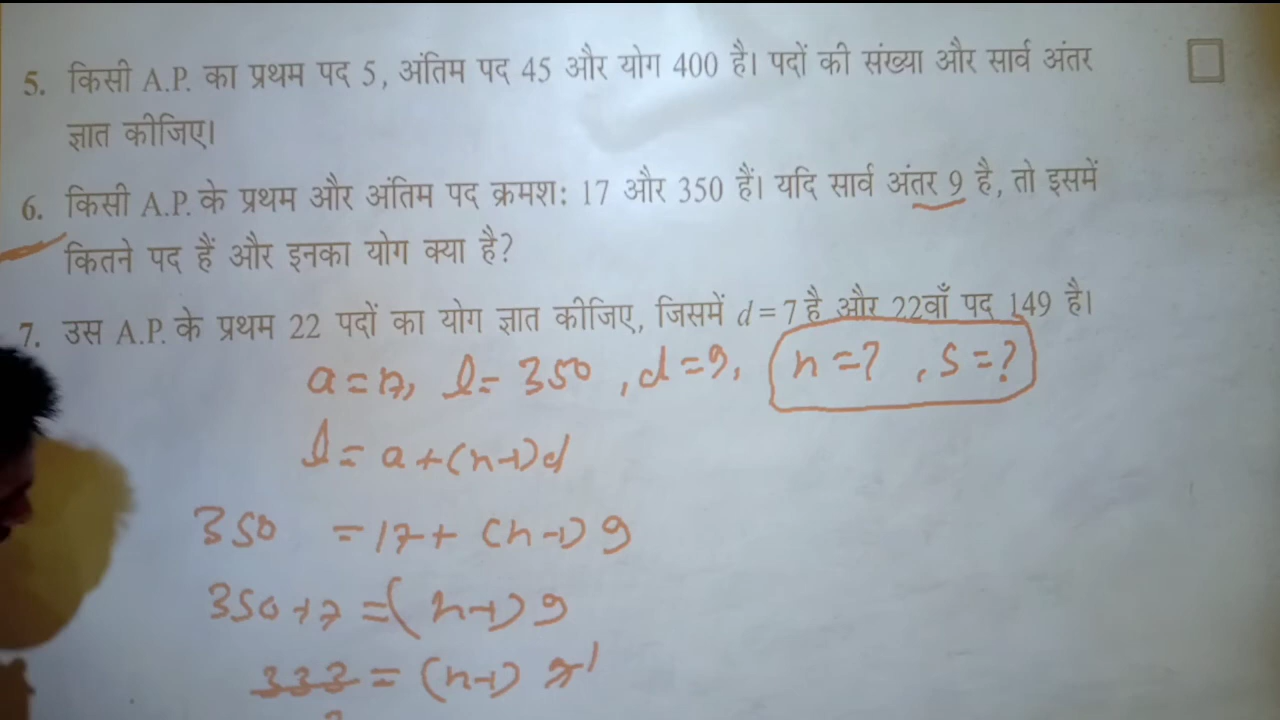 5. किसी A.P. का प्रथम पद 5, अंतिम पद 45 और योग 400 है। पदों की संख्या और सार्व अंतर
ज्ञात कीजिए।
6. किसी A.P. के प्रथम और अंतिम पद क्रमश: 17 और 350 हैं। यदि सार्व अंतर 9 है, तो इसमें
कितने पद हैं और इनका योग क्या है?
7. उस A.P. के प्रथम 22 पदों का योग ज्ञात कीजिए, जिसमें d = 7 है और 22वाँ पद 149 है।
a = 17, l = 350, d = 9, n = ?, S = ?
l = a + (n-1)d
350 = 17 + (n-1) 9
350-17 = (n-1) 9
333 = (n-1) 9 1